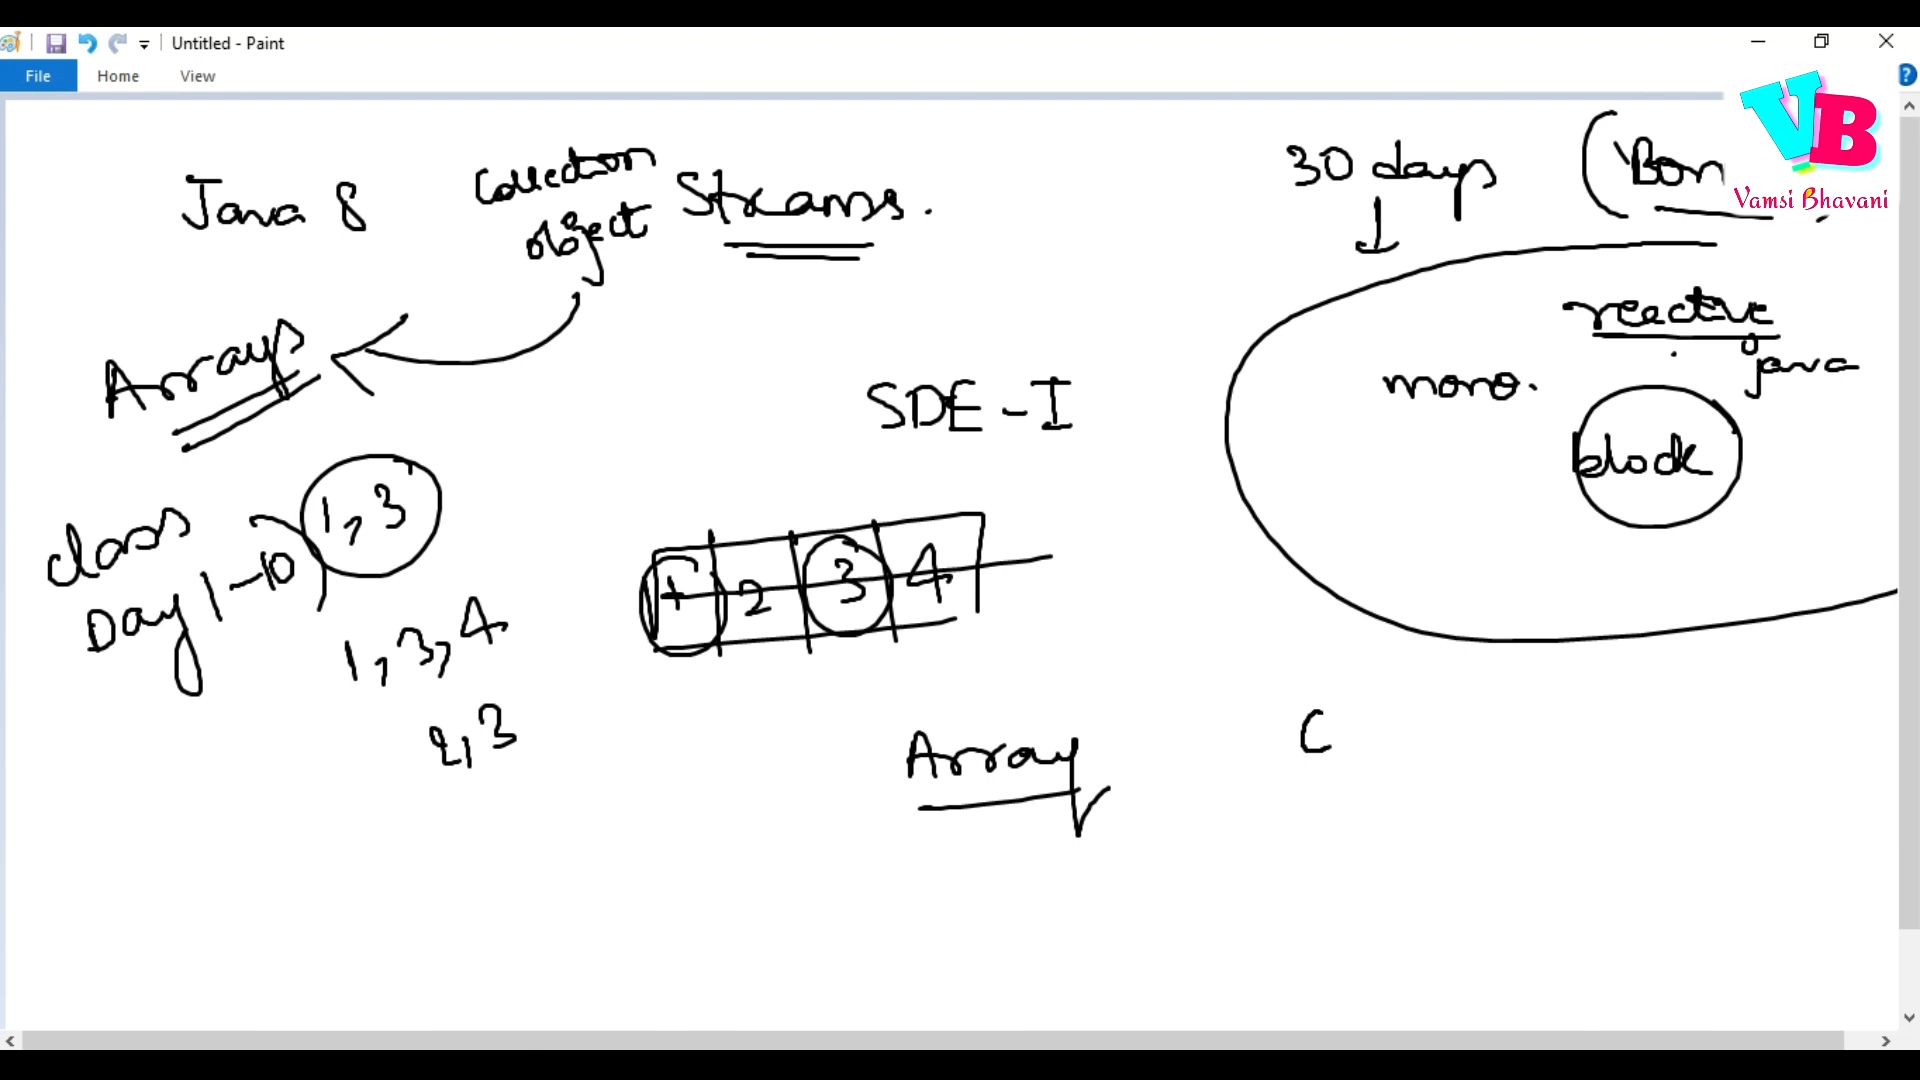 Untitled - Paint
File Home View
VB
Vamsi Bhavani
Java 8
Collection
object
Streams.
30 days
(Bon
Arrays
reactive
java
mono.
block
SDE-I
class
Day 1-10)
1, 3
1 2 3 4
1, 3, 4
2, 3
Array
C